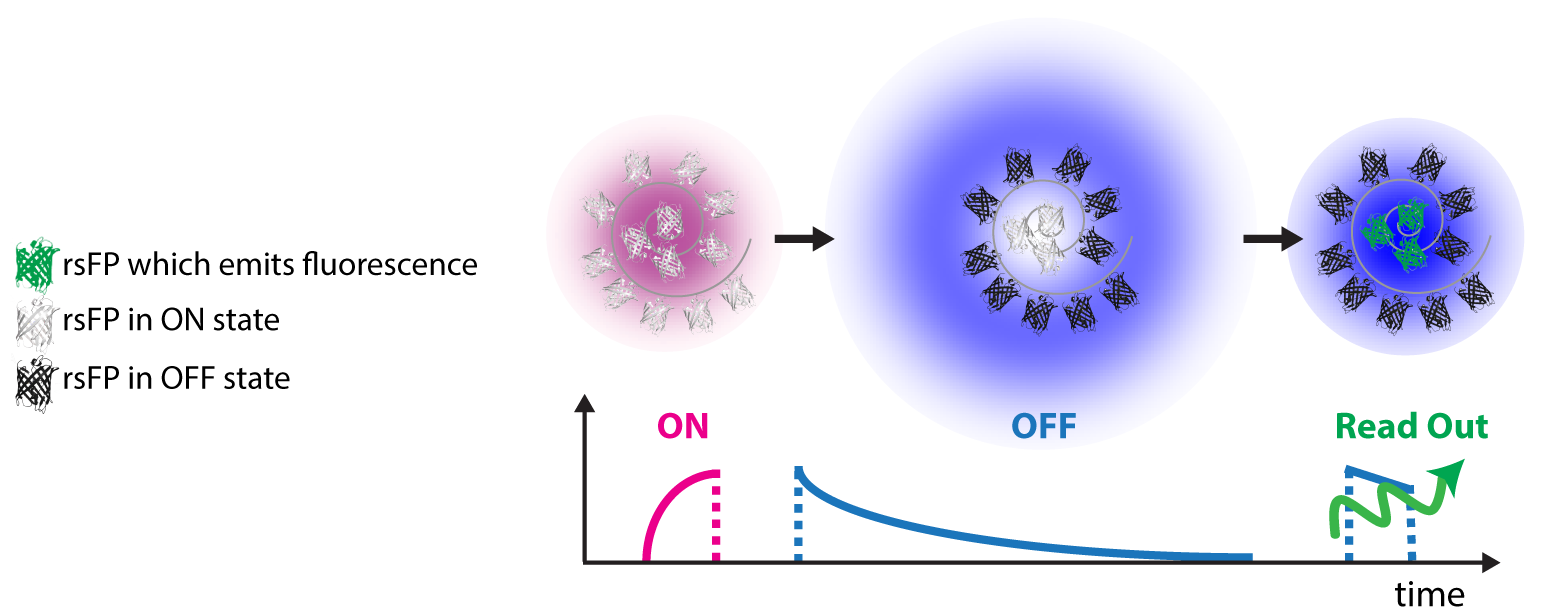 rsFP which emits fluorescence
rsFP in ON state
rsFP in OFF state
ON
OFF
Read Out
time